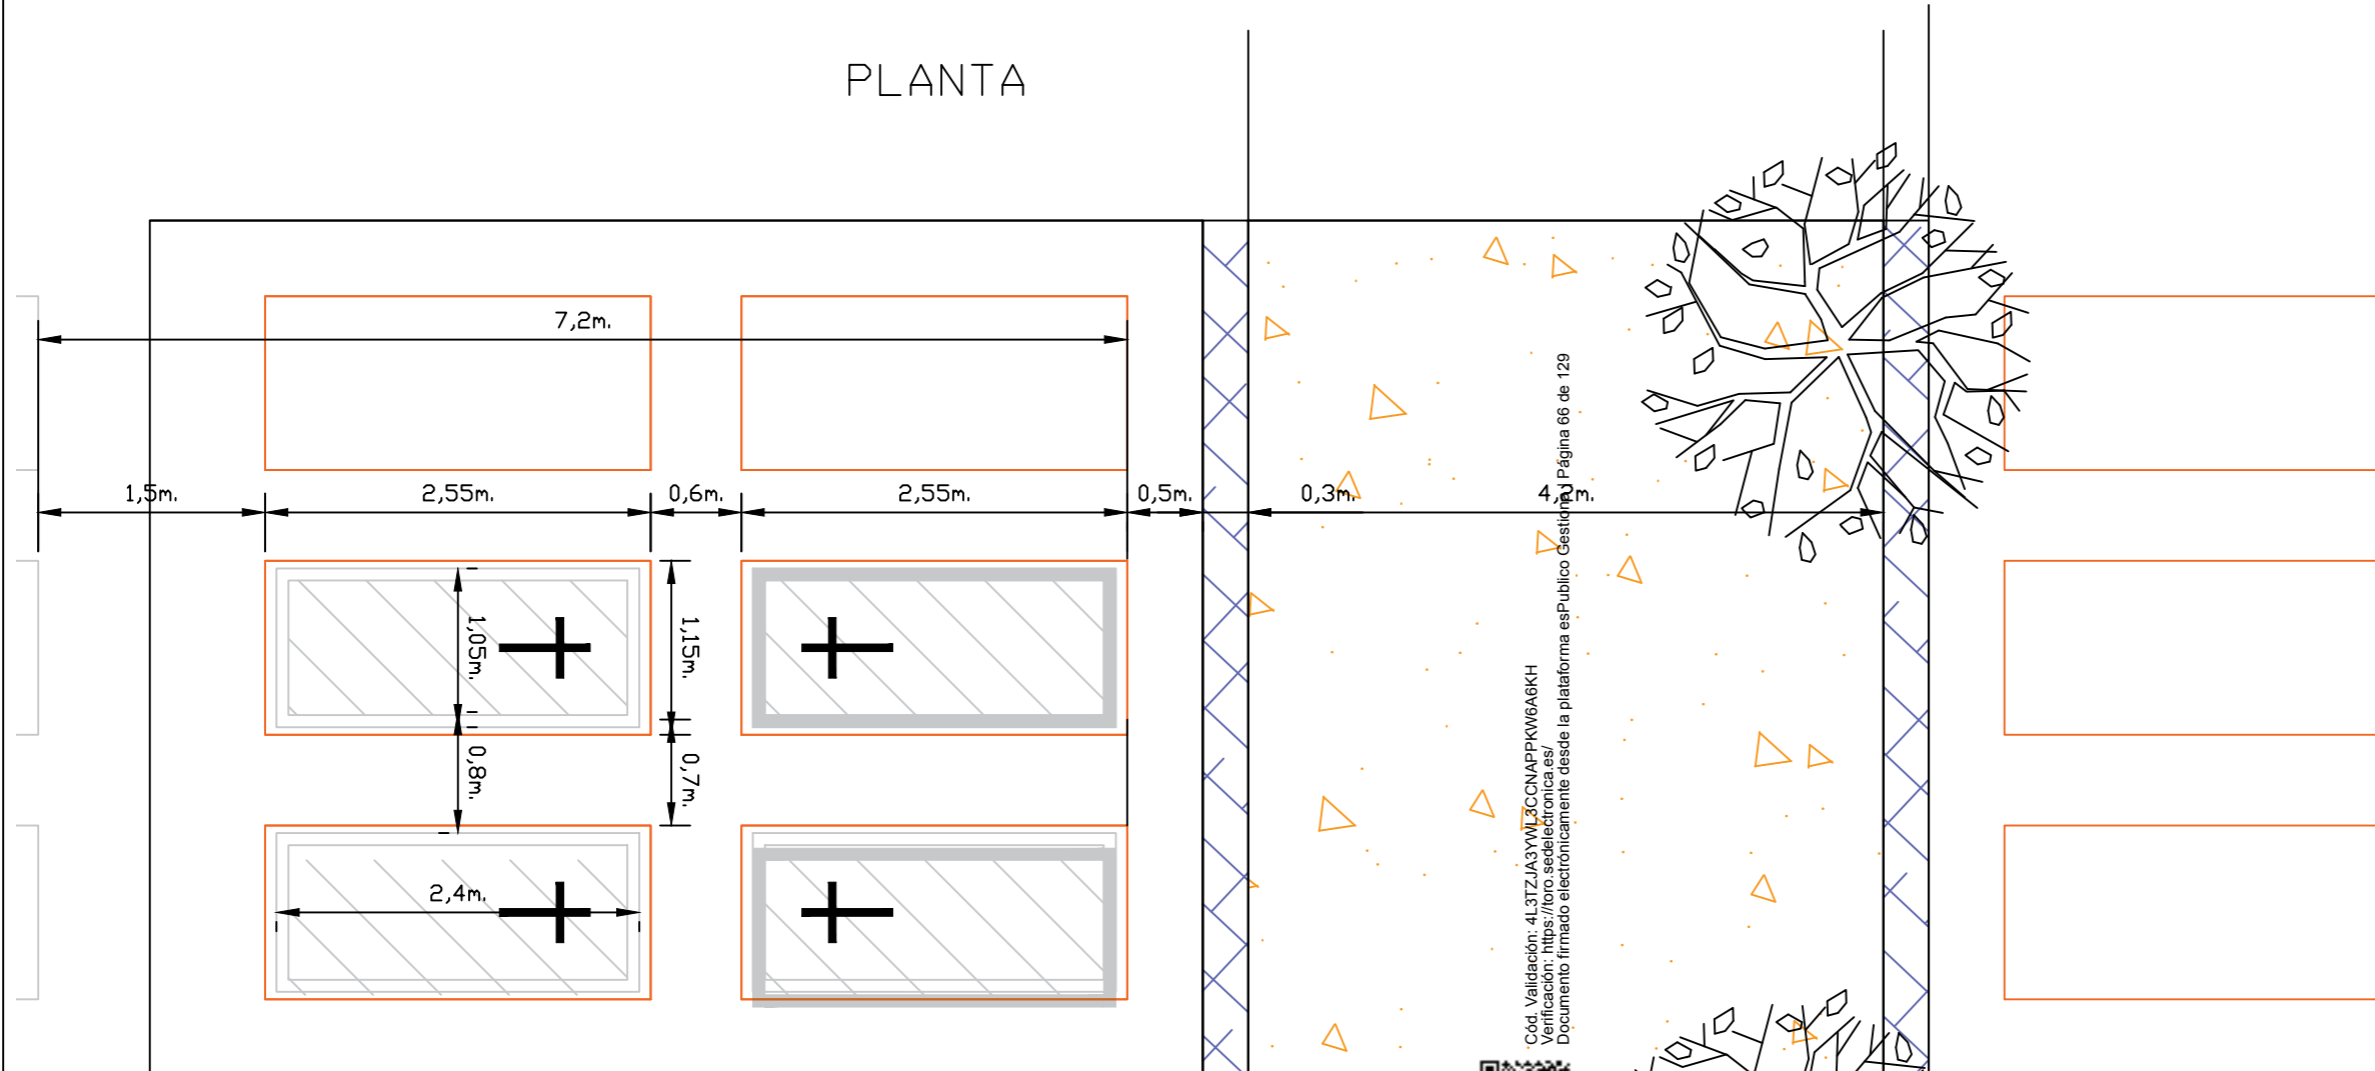 PLANTA
7,2m.
1,5m.
2,55m.
0,6m.
2,55m.
0,5m.
0,3m.
4,2m.
1,05m.
1,15m.
0,8m.
0,7m.
2,4m.
Cód. Validación: 4L3TZJA3YWL3CCNAPPKW6A6KH
Verificación: https://toro.sedelectronica.es/
Documento firmado electrónicamente desde la plataforma esPublico Gestiona | Página 66 de 129